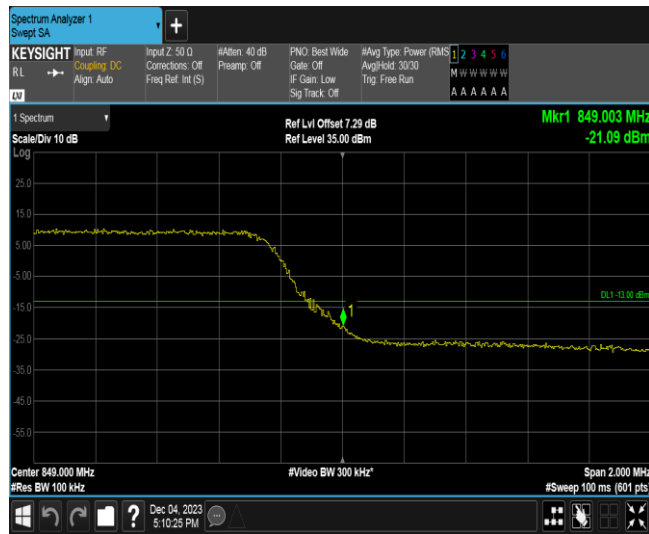 Spectrum Analyzer 1
Swept SA
+
KEYSIGHT
RL
LXI
Input: RF
Coupling: DC
Align: Auto
Input Z: 50 Ω
Corrections: Off
Freq Ref: Int (S)
#Atten: 40 dB
Preamp: Off
PNO: Best Wide
Gate: Off
IF Gain: Low
Sig Track: Off
#Avg Type: Power (RMS
Avg|Hold: 30/30
Trig: Free Run
1 2 3 4 5 6
M W W W W W
A A A A A A
1 Spectrum
Scale/Div 10 dB
Log
Ref Lvl Offset 7.29 dB
Ref Level 35.00 dBm
Mkr1 849.003 MHz
-21.09 dBm
25.0
15.0
5.00
-5.00
-15.0
-25.0
-35.0
-45.0
-55.0
DL1 -13.00 dBm
1
Center 849.000 MHz
#Res BW 100 kHz
#Video BW 300 kHz*
Span 2.000 MHz
#Sweep 100 ms (601 pts)
?
Dec 04, 2023
5:10:25 PM